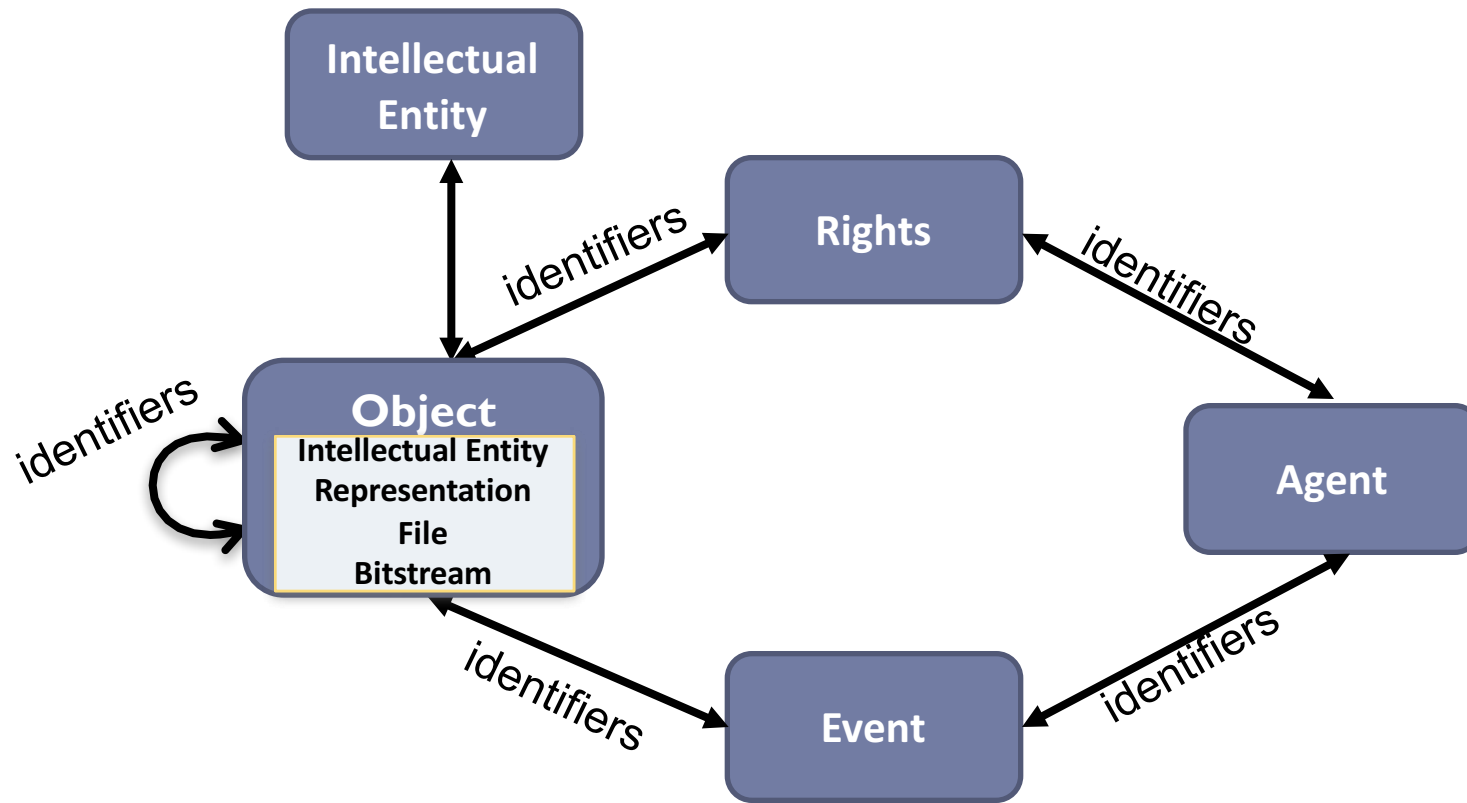 Intellectual
Entity
identifiers
Rights
identifiers
identifiers
Object
Intellectual Entity
Representation
File
Bitstream
Agent
identifiers
identifiers
Event